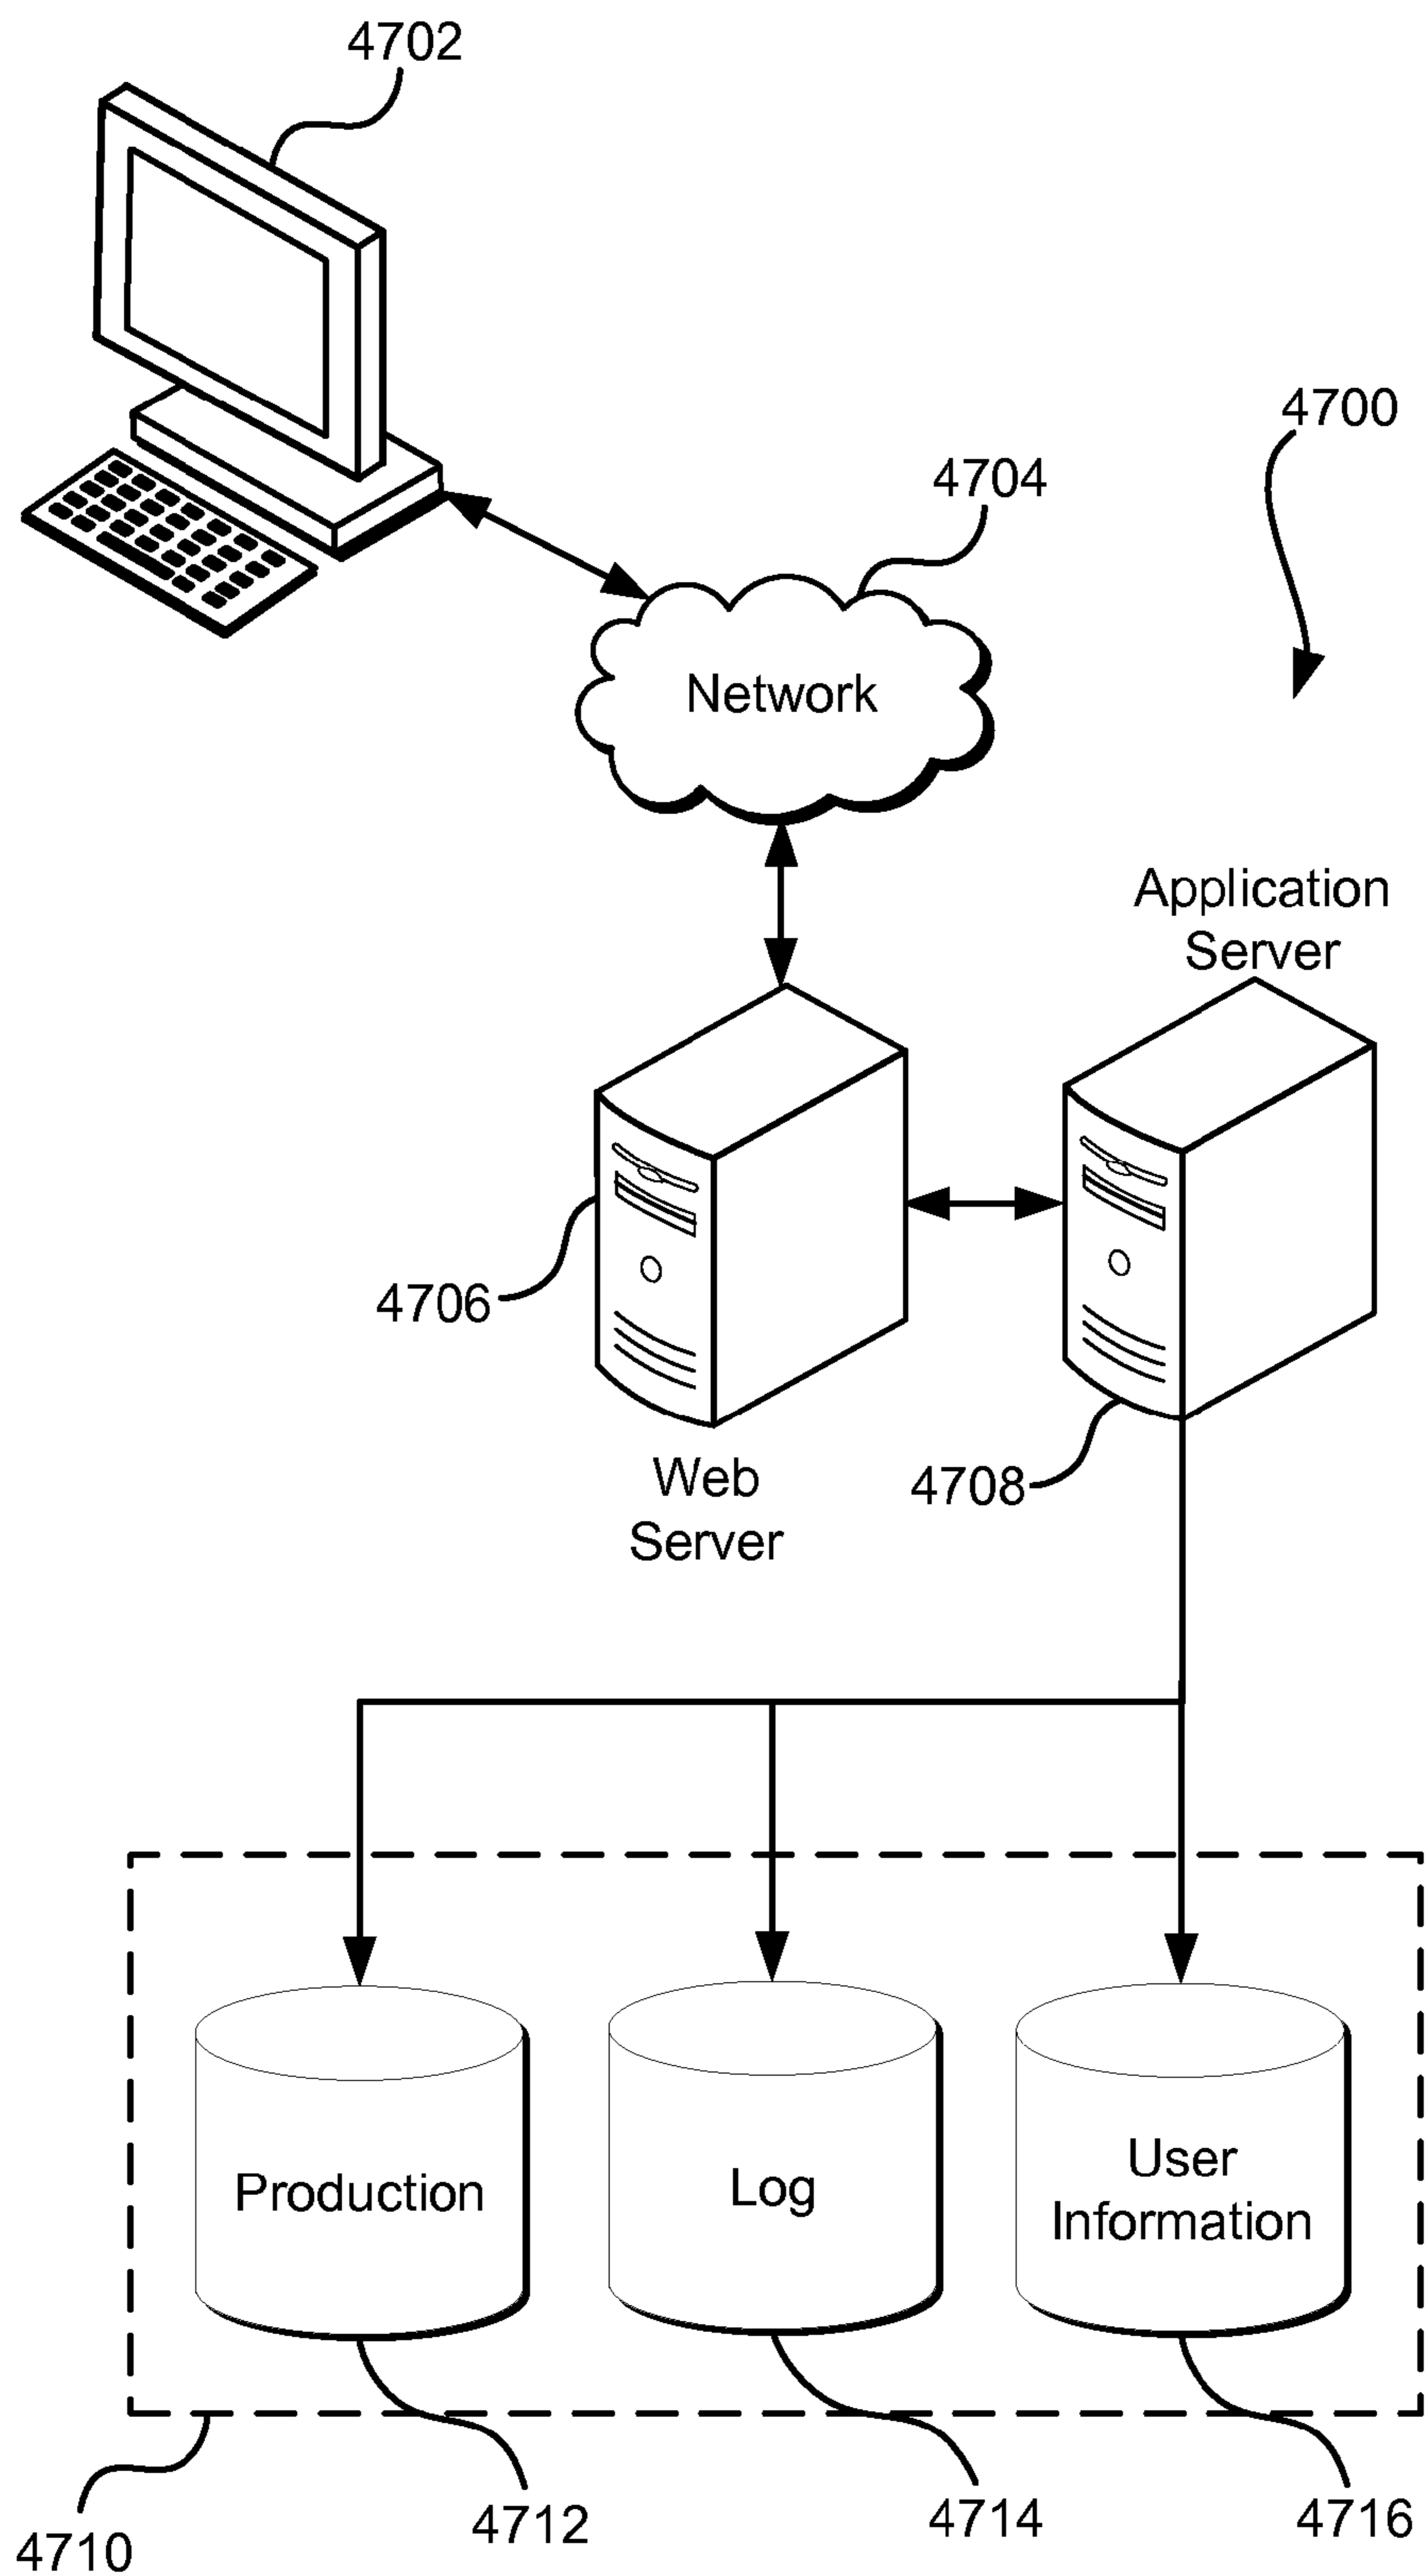 4702
4700
4704
Network
Application
Server
4706
Web
Server
4708
Production
Log
User
Information
4710
4712
4714
4716